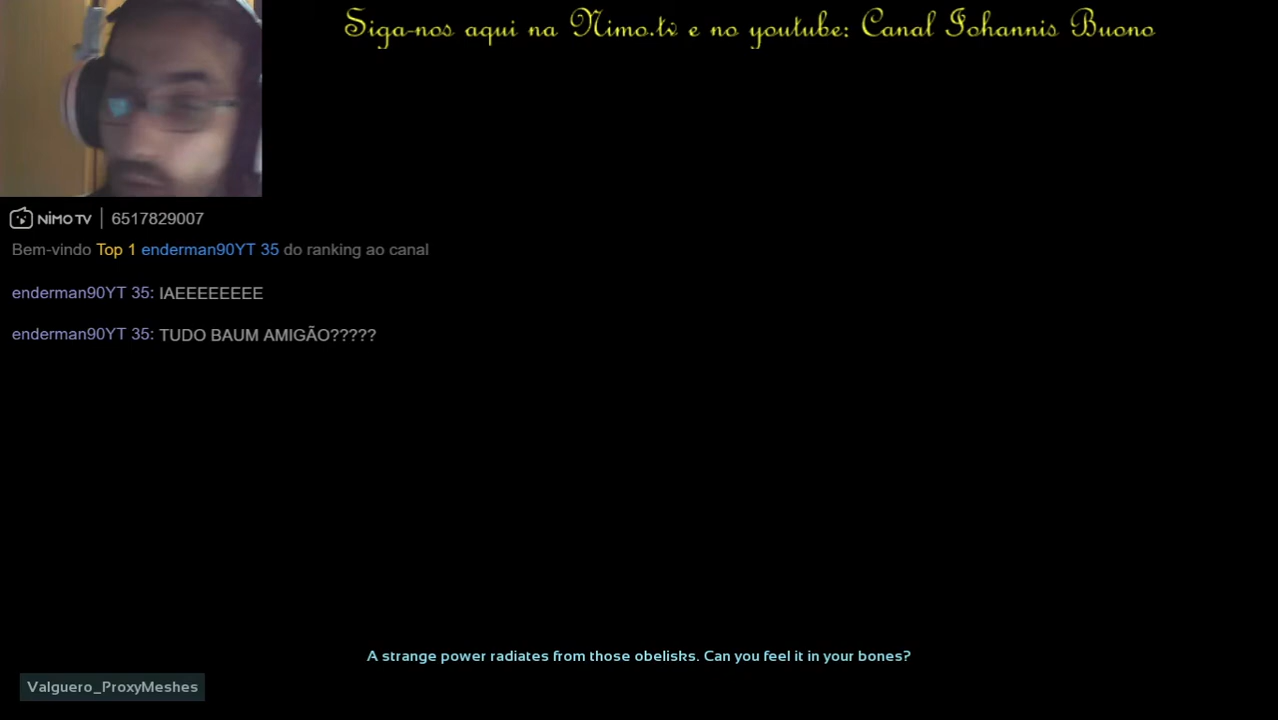 Siga-nos aqui na Nimo.tv e no youtube: Canal Iohannis Buono
NIMO TV | 6517829007
Bem-vindo Top 1 enderman90YT 35 do ranking ao canal
enderman90YT 35: IAEEEEEEEE
enderman90YT 35: TUDO BAUM AMIGÃO?????
A strange power radiates from those obelisks. Can you feel it in your bones?
Valguero_ProxyMeshes